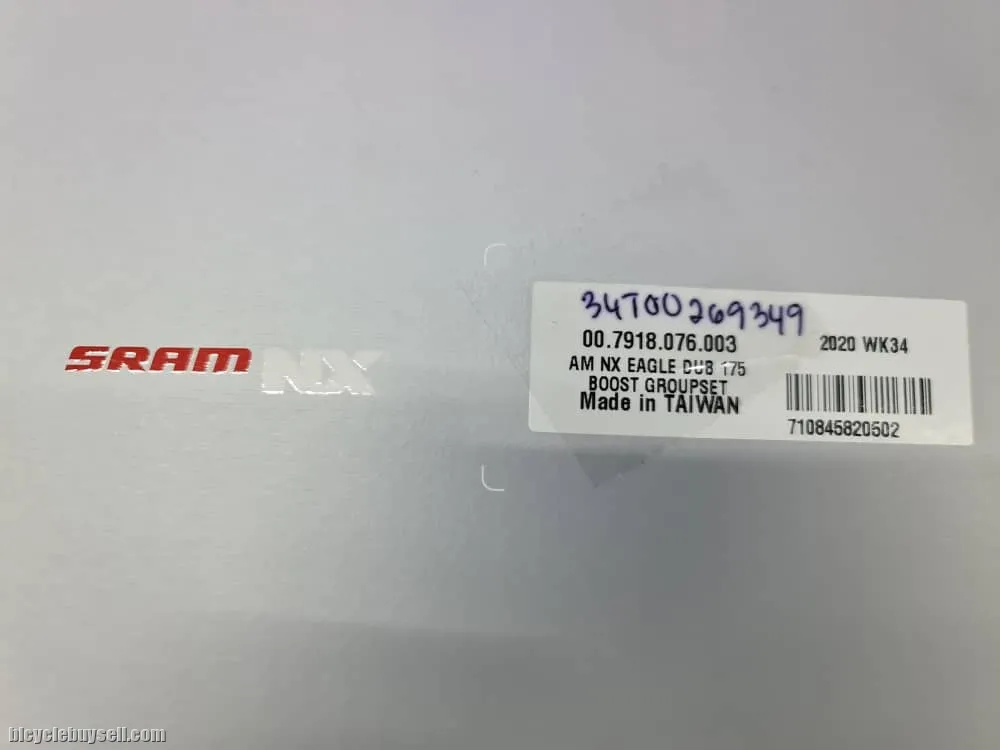 SRAM NX
34T00269349
00.7918.076.003
2020 WK34
AM NX EAGLE DUB 175
BOOST GROUPSET
Made in TAIWAN
710845820502
bicyclebuysell.com